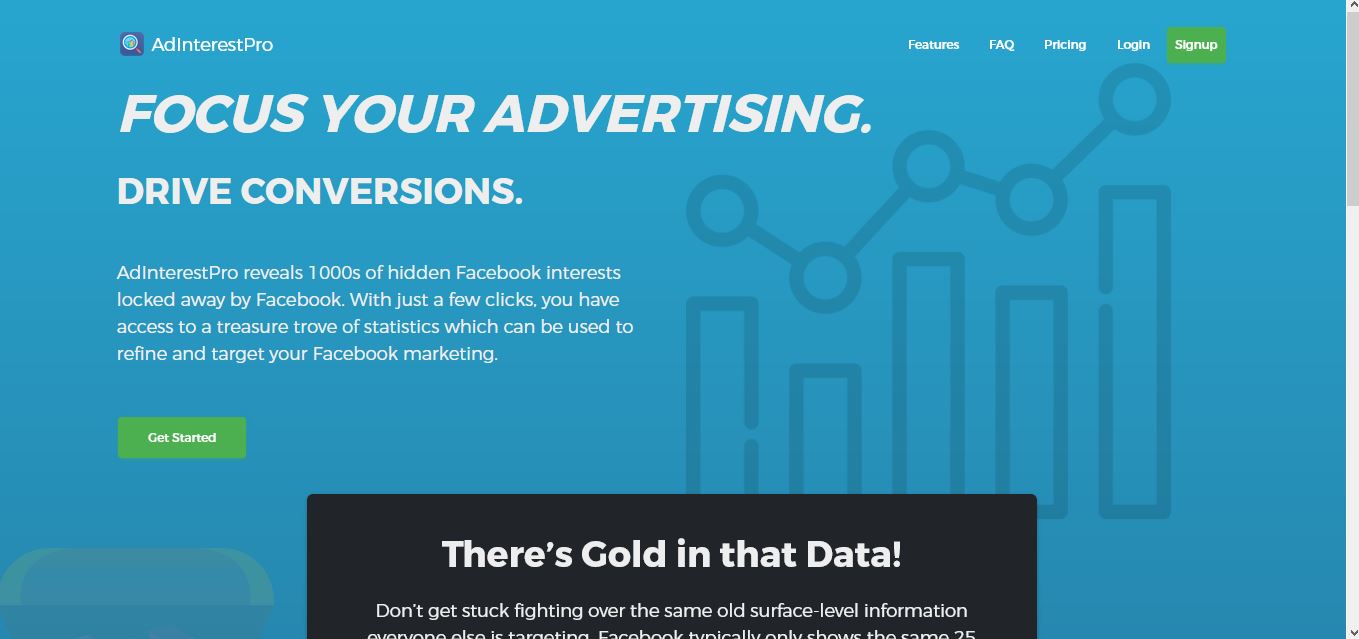 AdInterestPro
Features FAQ Pricing Login Signup
FOCUS YOUR ADVERTISING.
DRIVE CONVERSIONS.
AdInterestPro reveals 1000s of hidden Facebook interests
locked away by Facebook. With just a few clicks, you have
access to a treasure trove of statistics which can be used to
refine and target your Facebook marketing.
Get Started
There's Gold in that Data!
Don't get stuck fighting over the same old surface-level information
everyone else is targeting. Facebook typically only shows the same 25